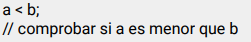 a < b;
// comprobar si a es menor que b